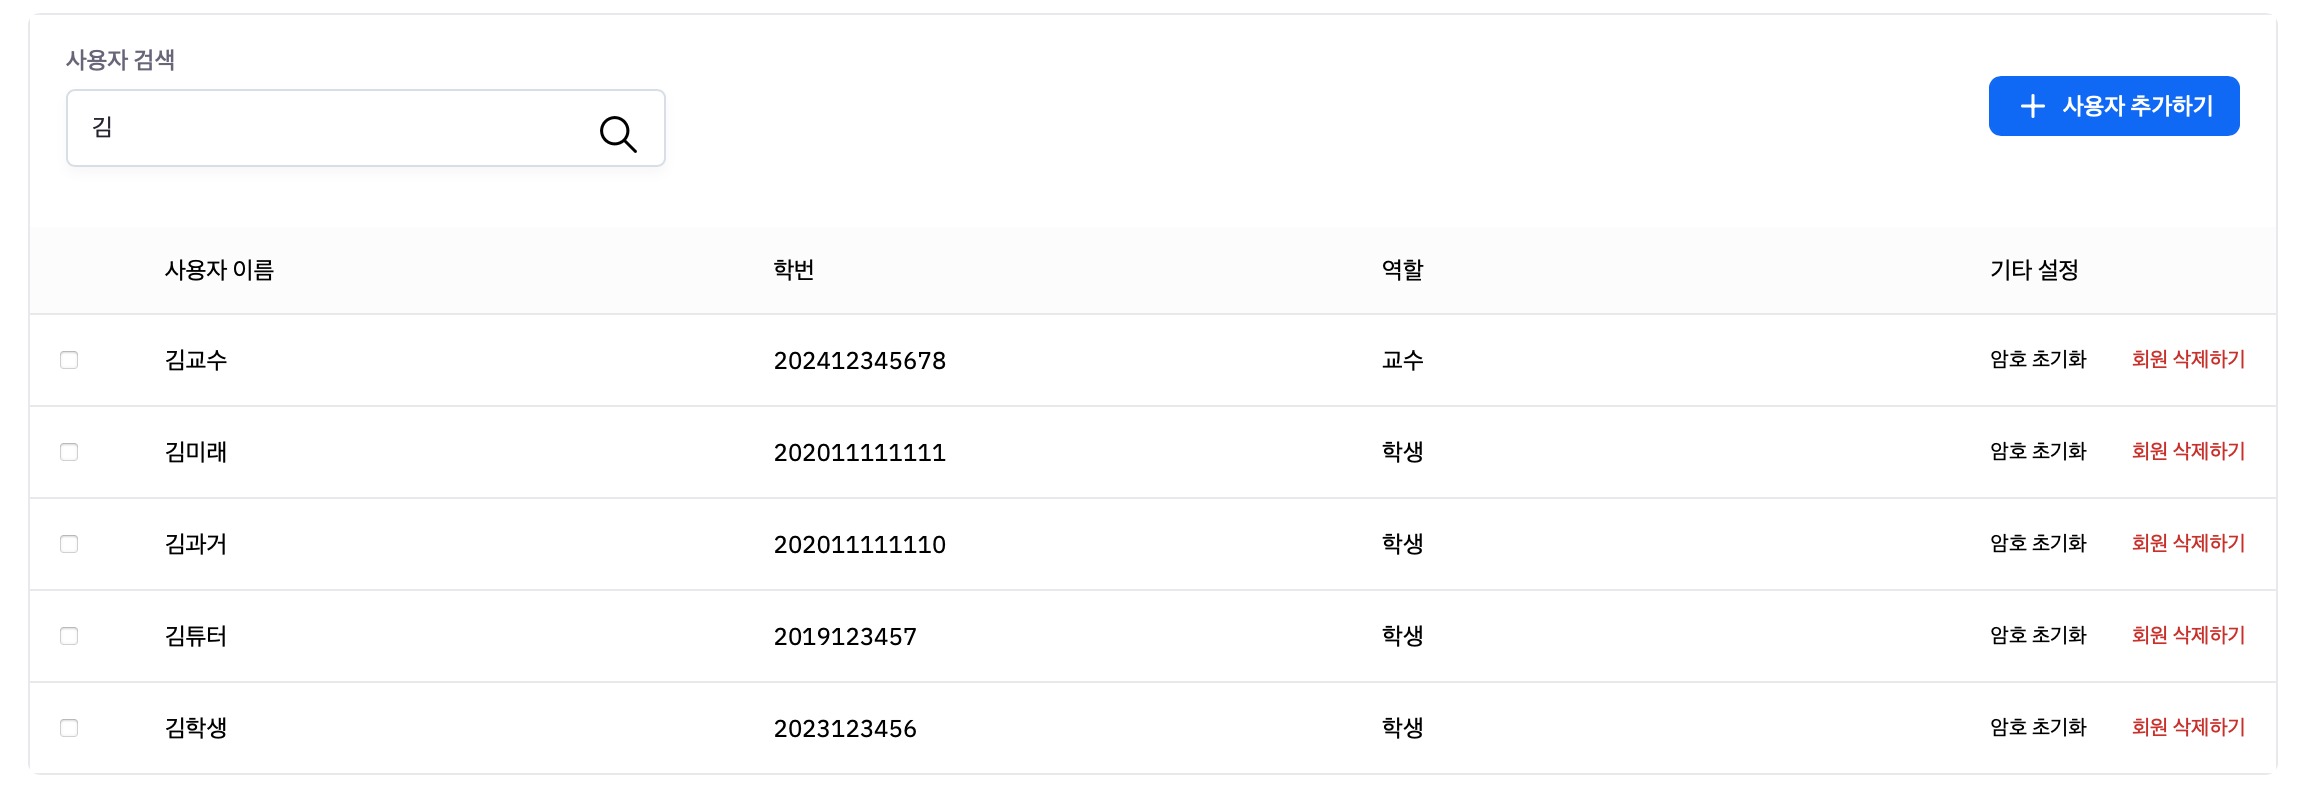 사용자 검색
김
사용자 추가하기
사용자 이름 학번 역할 기타 설정
김교수 202412345678 교수 암호 초기화 회원 삭제하기
김미래 202011111111 학생 암호 초기화 회원 삭제하기
김과거 202011111110 학생 암호 초기화 회원 삭제하기
김튜터 2019123457 학생 암호 초기화 회원 삭제하기
김학생 2023123456 학생 암호 초기화 회원 삭제하기